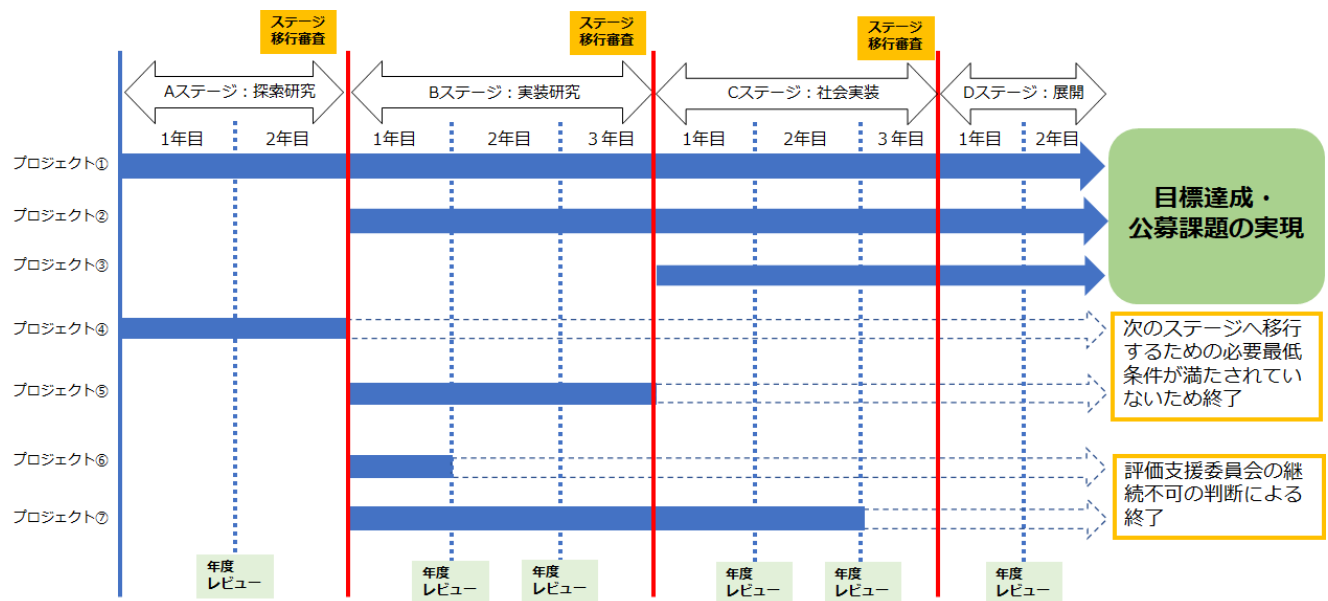 ステージ
移行審査
ステージ
移行審査
ステージ
移行審査
Aステージ：探索研究
Bステージ：実装研究
Cステージ：社会実装
Dステージ：展開
1年目
2年目
1年目
2年目
３年目
1年目
2年目
３年目
1年目
2年目
プロジェクト①
プロジェクト②
プロジェクト③
プロジェクト④
プロジェクト⑤
プロジェクト⑥
プロジェクト⑦
目標達成・
公募課題の実現
次のステージへ移行
するための必要最低
条件が満たされてい
ないため終了
評価支援委員会の継
続不可の判断による
終了
年度
レビュー
年度
レビュー
年度
レビュー
年度
レビュー
年度
レビュー
年度
レビュー